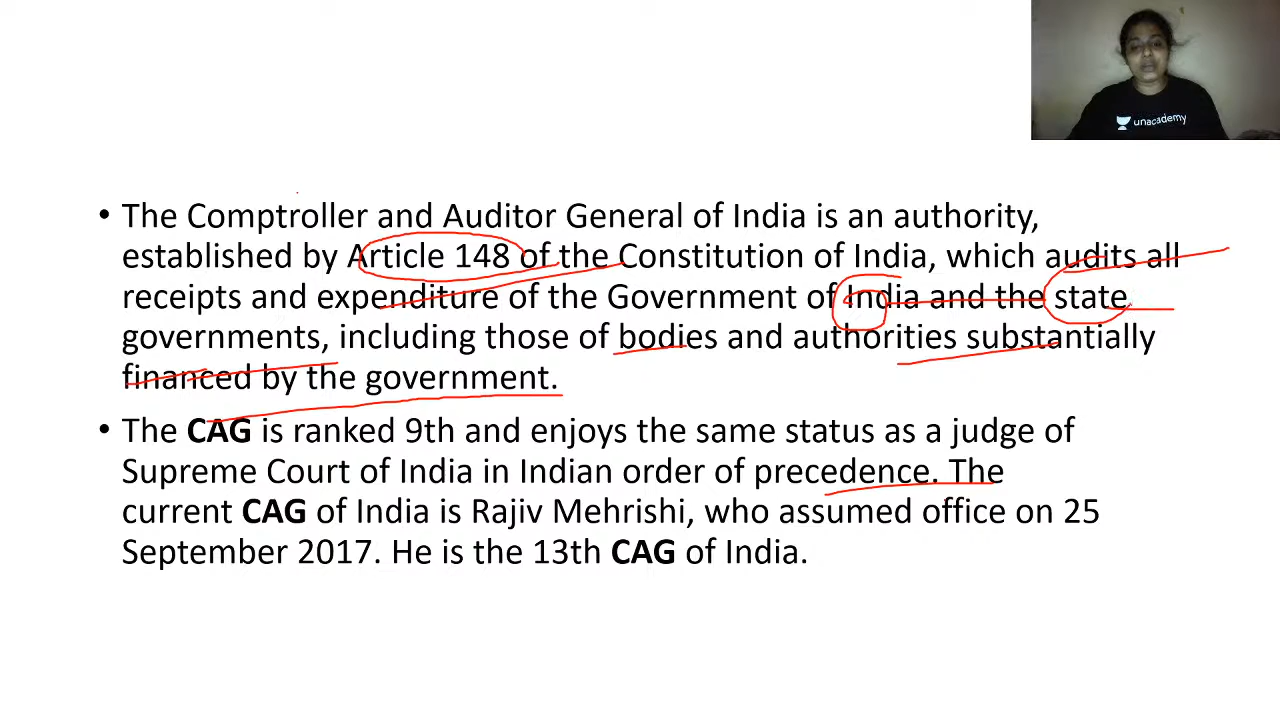 unacademy
• The Comptroller and Auditor General of India is an authority,
established by Article 148 of the Constitution of India, which audits all
receipts and expenditure of the Government of India and the state
governments, including those of bodies and authorities substantially
financed by the government.
• The CAG is ranked 9th and enjoys the same status as a judge of
Supreme Court of India in Indian order of precedence. The
current CAG of India is Rajiv Mehrishi, who assumed office on 25
September 2017. He is the 13th CAG of India.